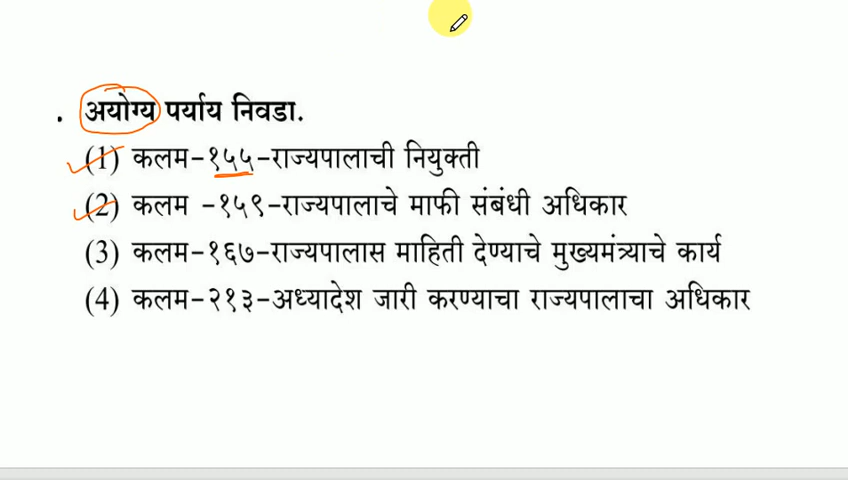 . अयोग्य पर्याय निवडा.
(1) कलम-१५५-राज्यपालाची नियुक्ती
(2) कलम -१५९-राज्यपालाचे माफी संबंधी अधिकार
(3) कलम-१६७-राज्यपालास माहिती देण्याचे मुख्यमंत्र्याचे कार्य
(4) कलम-२१३-अध्यादेश जारी करण्याचा राज्यपालाचा अधिकार